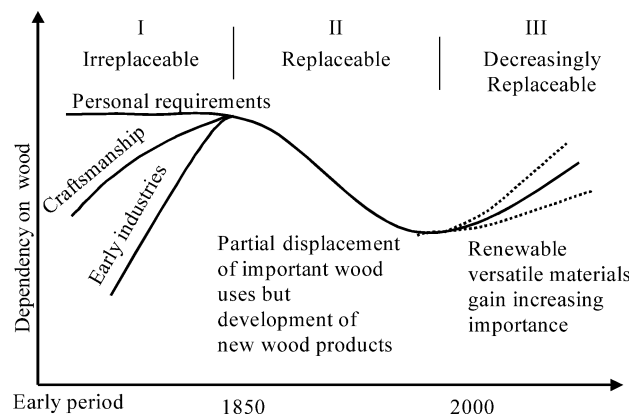 I
Irreplaceable
II
Replaceable
III
Decreasingly
Replaceable
Personal requirements
Craftsmanship
Early industries
Dependency on wood
Partial displacement
of important wood
uses but
development of
new wood products
Renewable
versatile materials
gain increasing
importance
Early period
1850
2000